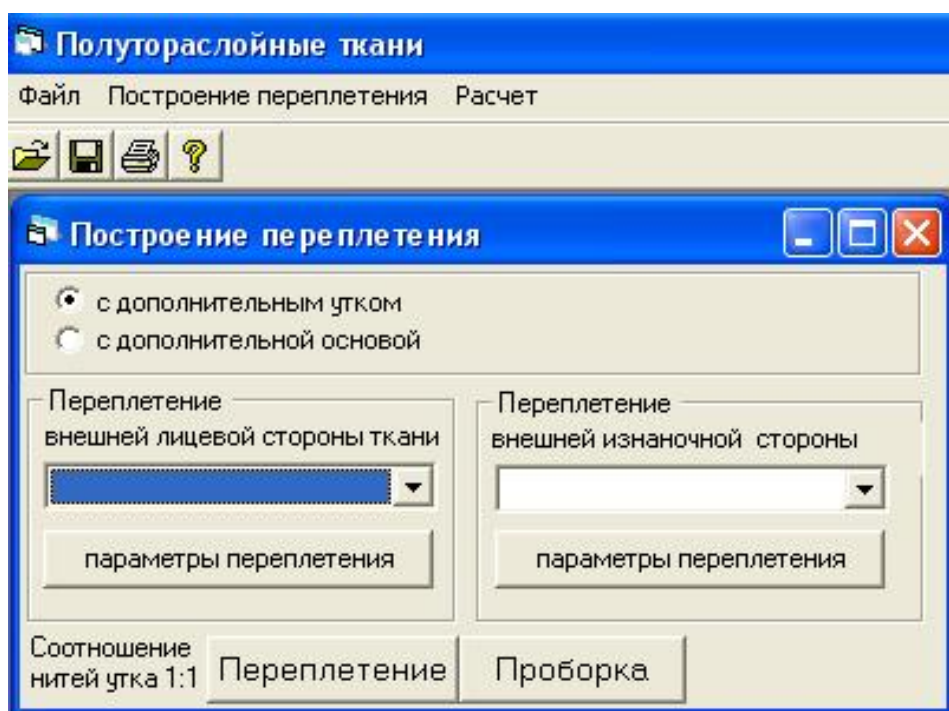 Полутораслойные ткани
Файл Построение переплетения Расчет
?
Построение переплетения
с дополнительным утком
с дополнительной основой
Переплетение
внешней лицевой стороны ткани
параметры переплетения
Переплетение
внешней изнаночной стороны
параметры переплетения
Соотношение
нитей утка 1:1
Переплетение
Проборка